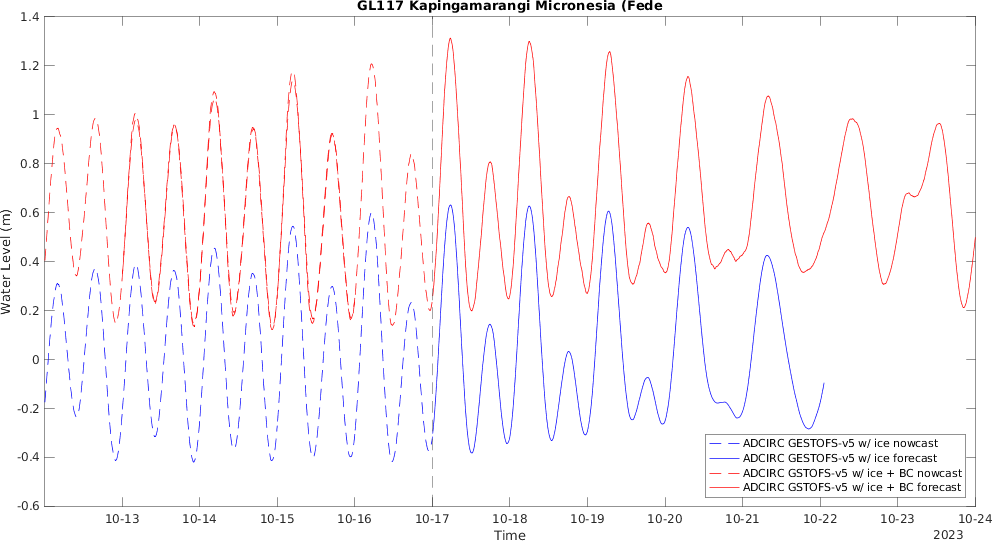 GL117 Kapingamarangi Micronesia (Fede
1.4
1.2
1
0.8
0.6
0.4
0.2
0
-0.2
-0.4
-0.6
Water Level (m)
ADCIRC GESTOFS-v5 w/ ice nowcast
ADCIRC GESTOFS-v5 w/ ice forecast
ADCIRC GSTOFS-v5 w/ ice + BC nowcast
ADCIRC GSTOFS-v5 w/ ice + BC forecast
10-13 10-14 10-15 10-16 10-17 10-18 10-19 10-20 10-21 10-22 10-23 10-24
Time
2023